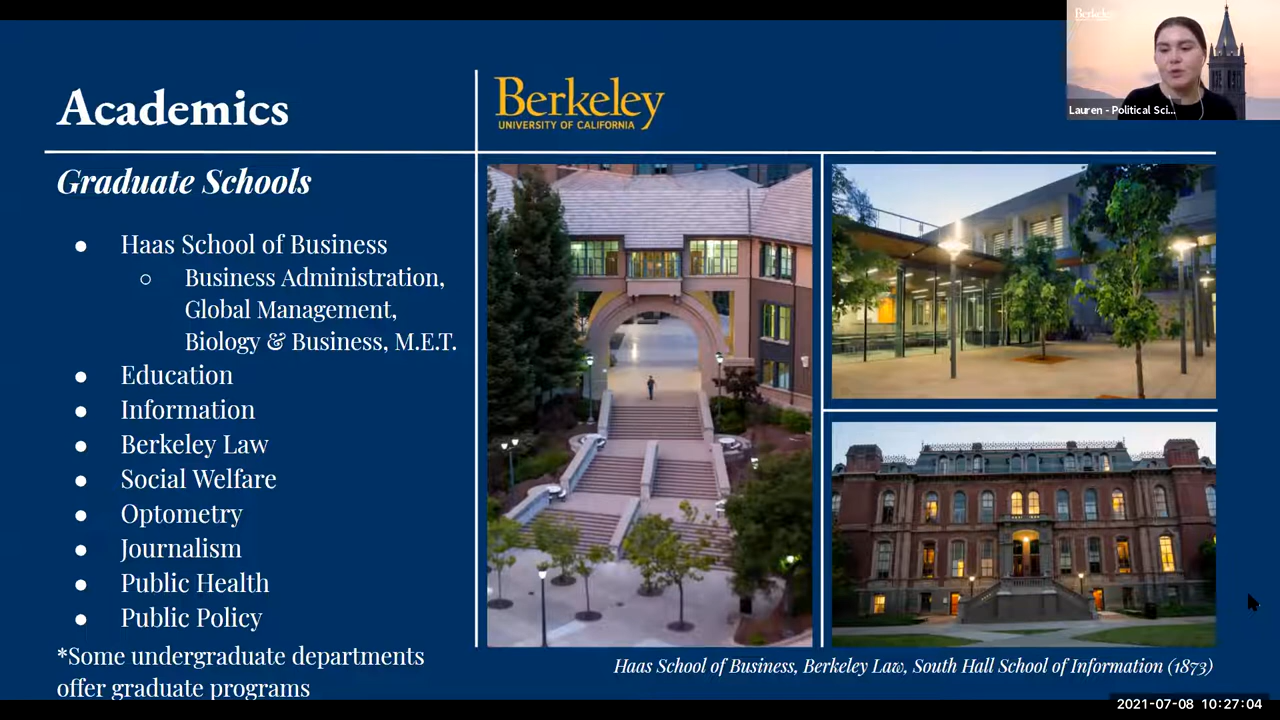 Academics
Berkeley
UNIVERSITY OF CALIFORNIA
Berkeley
Lauren - Political Sci...
Graduate Schools
● Haas School of Business
○ Business Administration,
Global Management,
Biology & Business, M.E.T.
● Education
● Information
● Berkeley Law
● Social Welfare
● Optometry
● Journalism
● Public Health
● Public Policy
*Some undergraduate departments
offer graduate programs
Haas School of Business, Berkeley Law, South Hall School of Information (1873)
2021-07-08 10:27:04